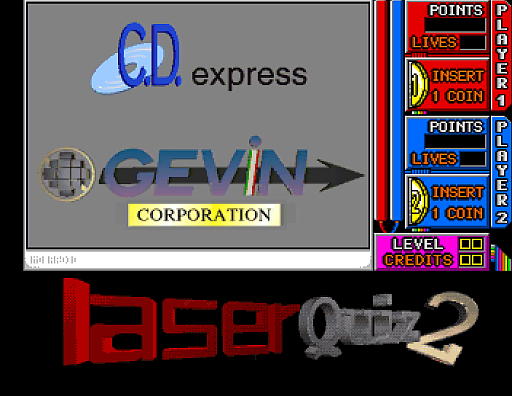 C.D. express
GEViN
CORPORATION
POINTS
LIVES
INSERT
1 COIN
PLAYER 1
POINTS
LIVES
INSERT
1 COIN
PLAYER 2
LEVEL
CREDITS
laser Quiz 2